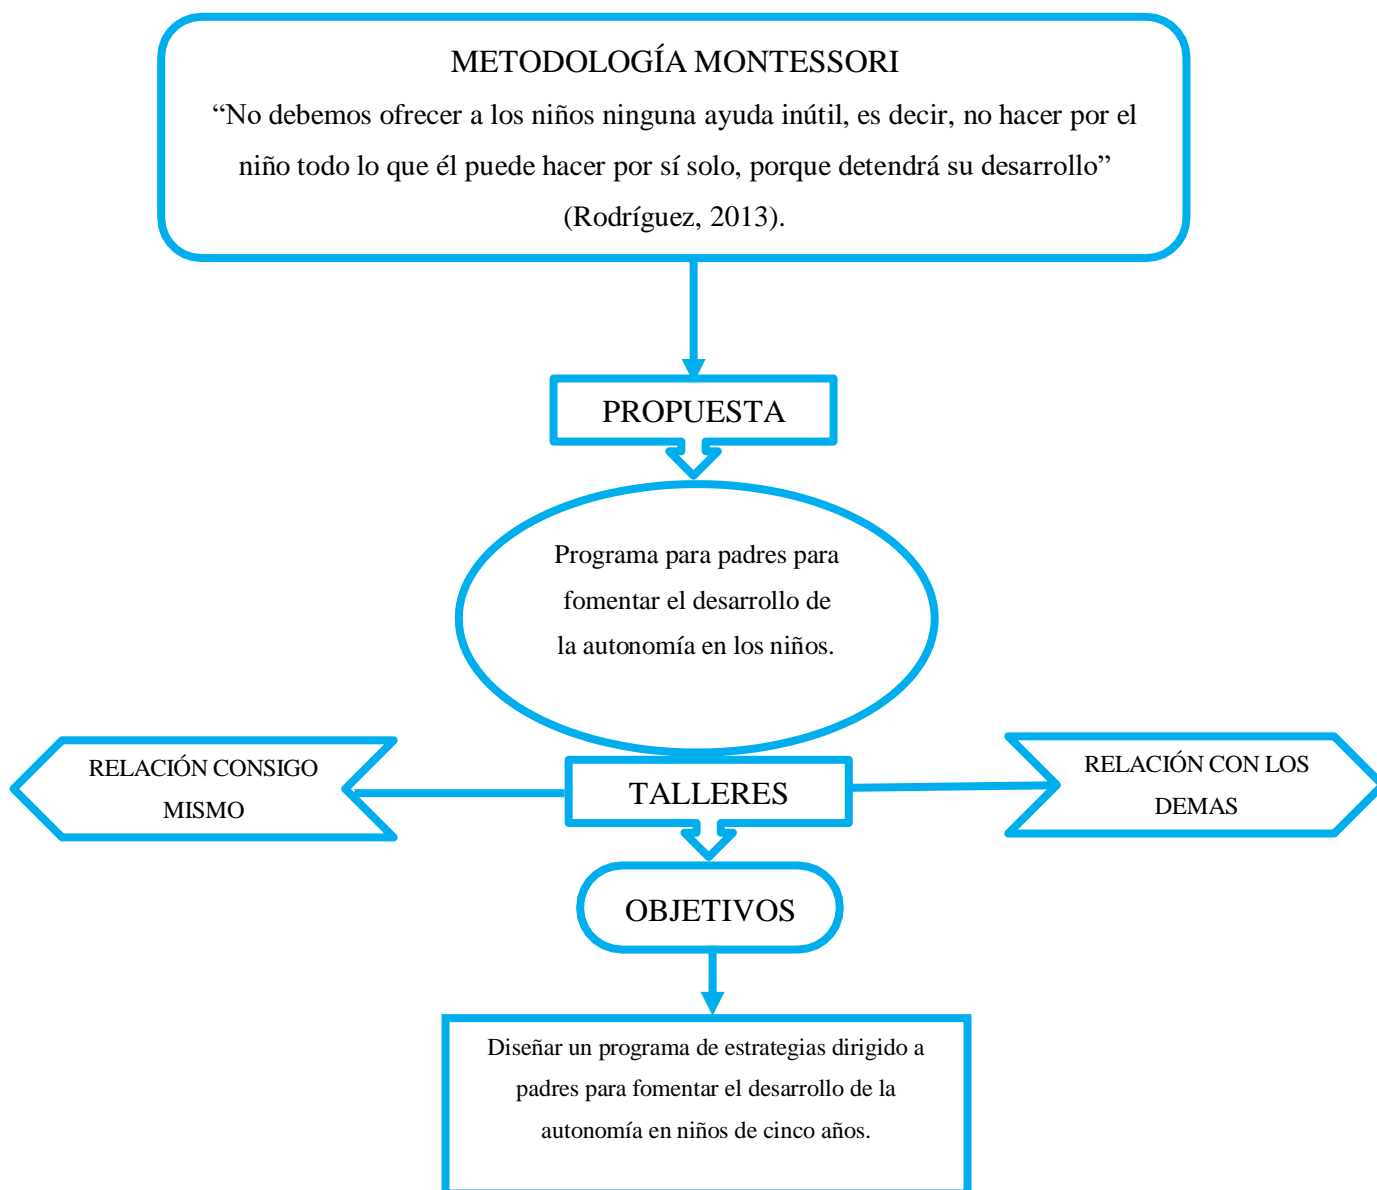 METODOLOGÍA MONTESSORI
“No debemos ofrecer a los niños ninguna ayuda inútil, es decir, no hacer por el
niño todo lo que él puede hacer por sí solo, porque detendrá su desarrollo”
(Rodríguez, 2013).
PROPUESTA
Programa para padres para
fomentar el desarrollo de
la autonomía en los niños.
RELACIÓN CONSIGO
MISMO
TALLERES
RELACIÓN CON LOS
DEMAS
OBJETIVOS
Diseñar un programa de estrategias dirigido a
padres para fomentar el desarrollo de la
autonomía en niños de cinco años.